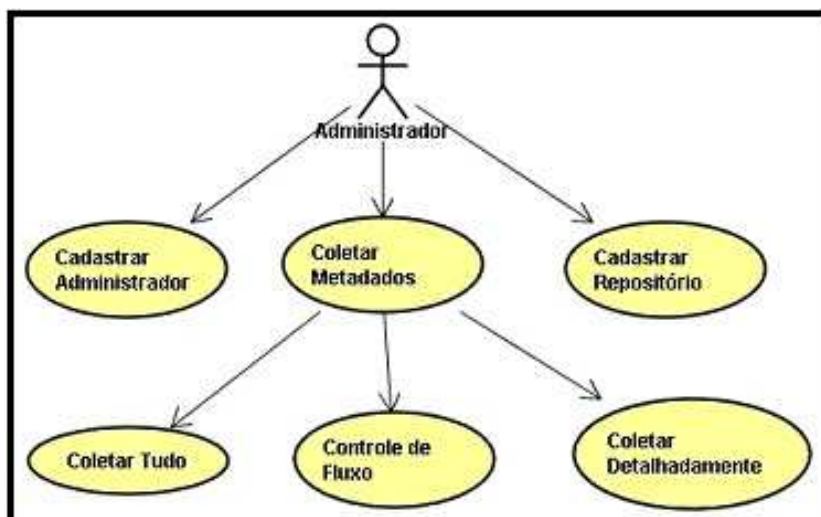 Administrador
Cadastrar
Administrador
Coletar
Metadados
Cadastrar
Repositório
Coletar Tudo
Controle de
Fluxo
Coletar
Detalhadamente